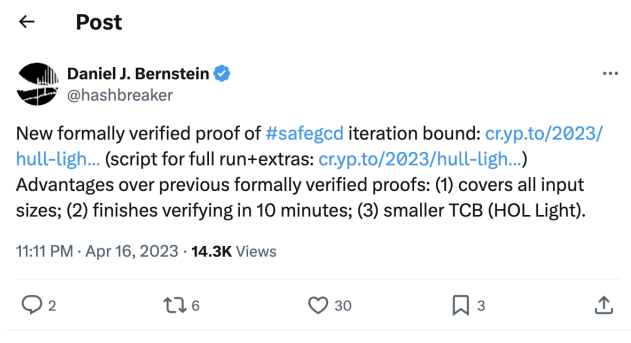 Post
Daniel J. Bernstein
@hashbreaker
New formally verified proof of #safegcd iteration bound: cr.yp.to/2023/
hull-ligh... (script for full run+extras: cr.yp.to/2023/hull-ligh...)
Advantages over previous formally verified proofs: (1) covers all input
sizes; (2) finishes verifying in 10 minutes; (3) smaller TCB (HOL Light).
11:11 PM · Apr 16, 2023 · 14.3K Views
2 6 30 3